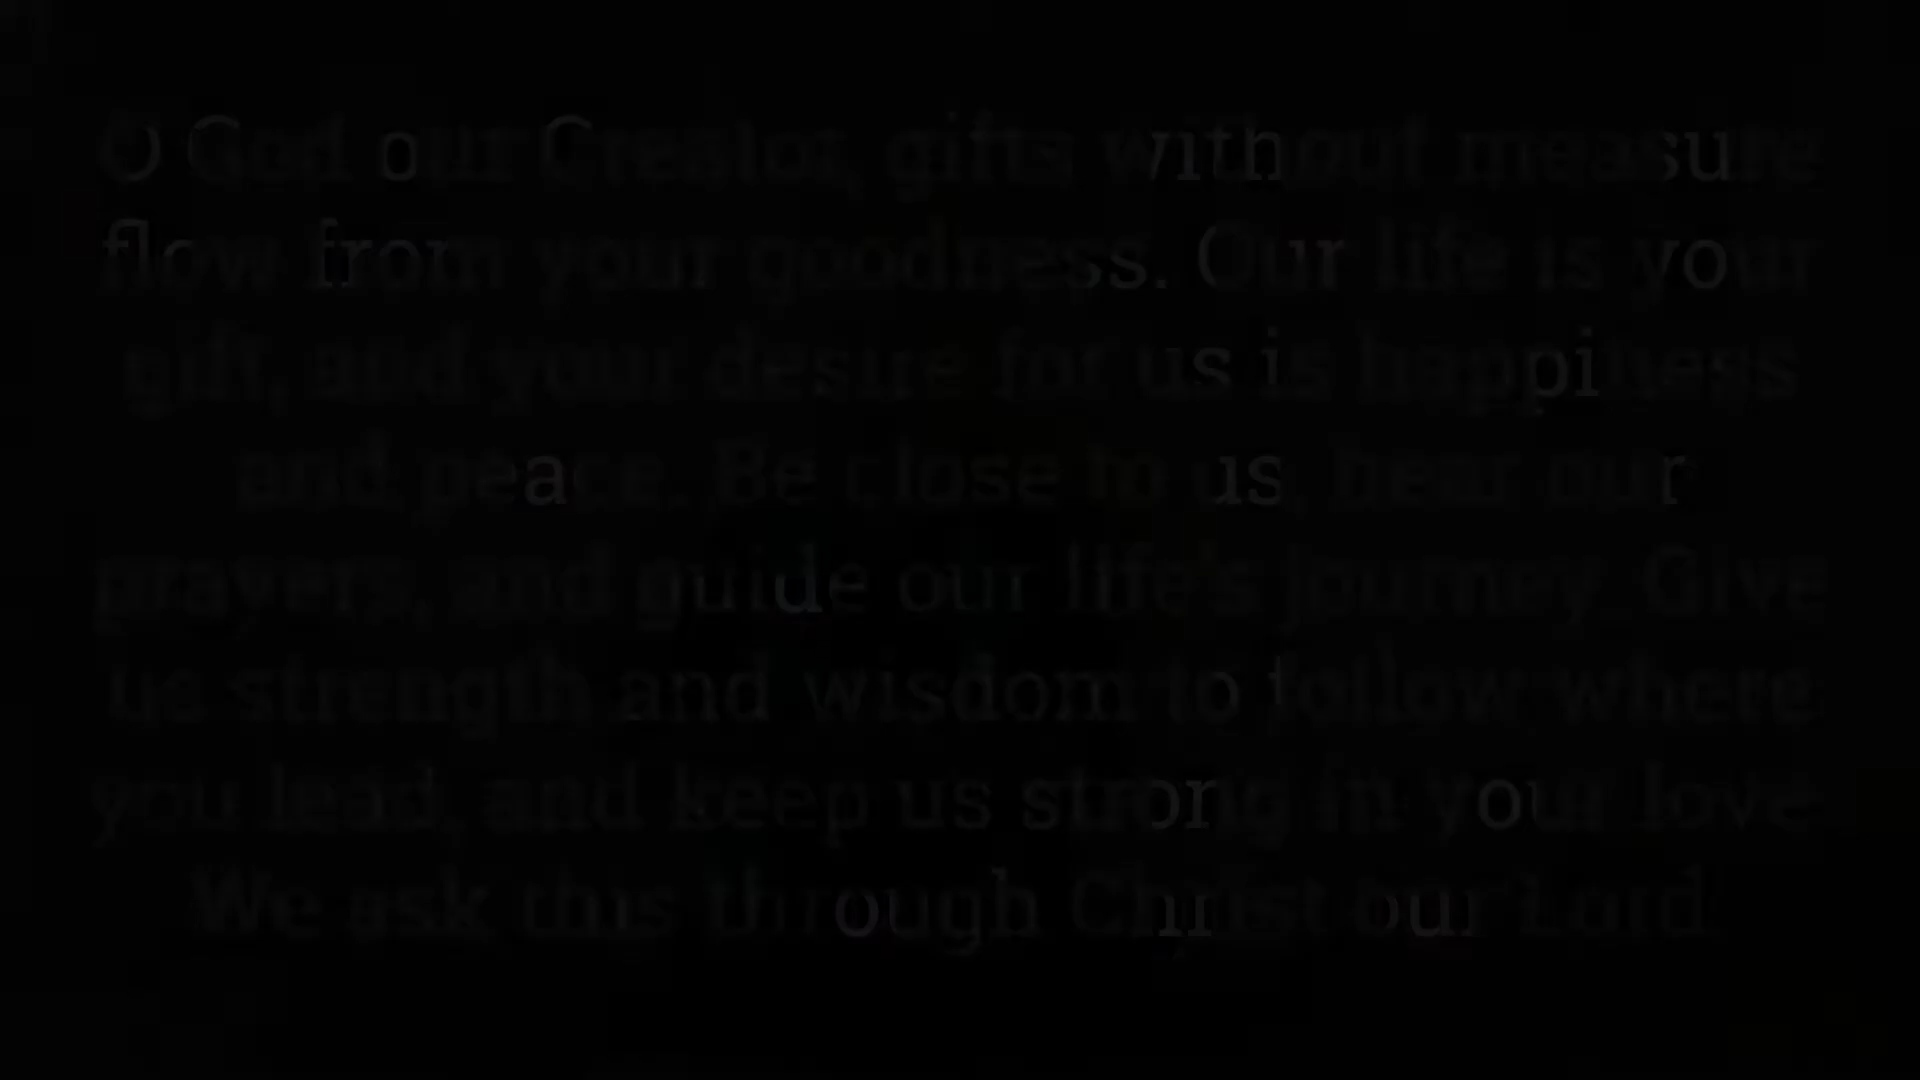 O God our Creator, gifts without measure
flow from your goodness. Our life is your
gift, and your desire for us is happiness
and peace. Be close to us, hear our
prayers, and guide our life's journey. Give
us strength and wisdom to follow where
you lead, and keep us strong in your love.
We ask this through Christ our Lord.